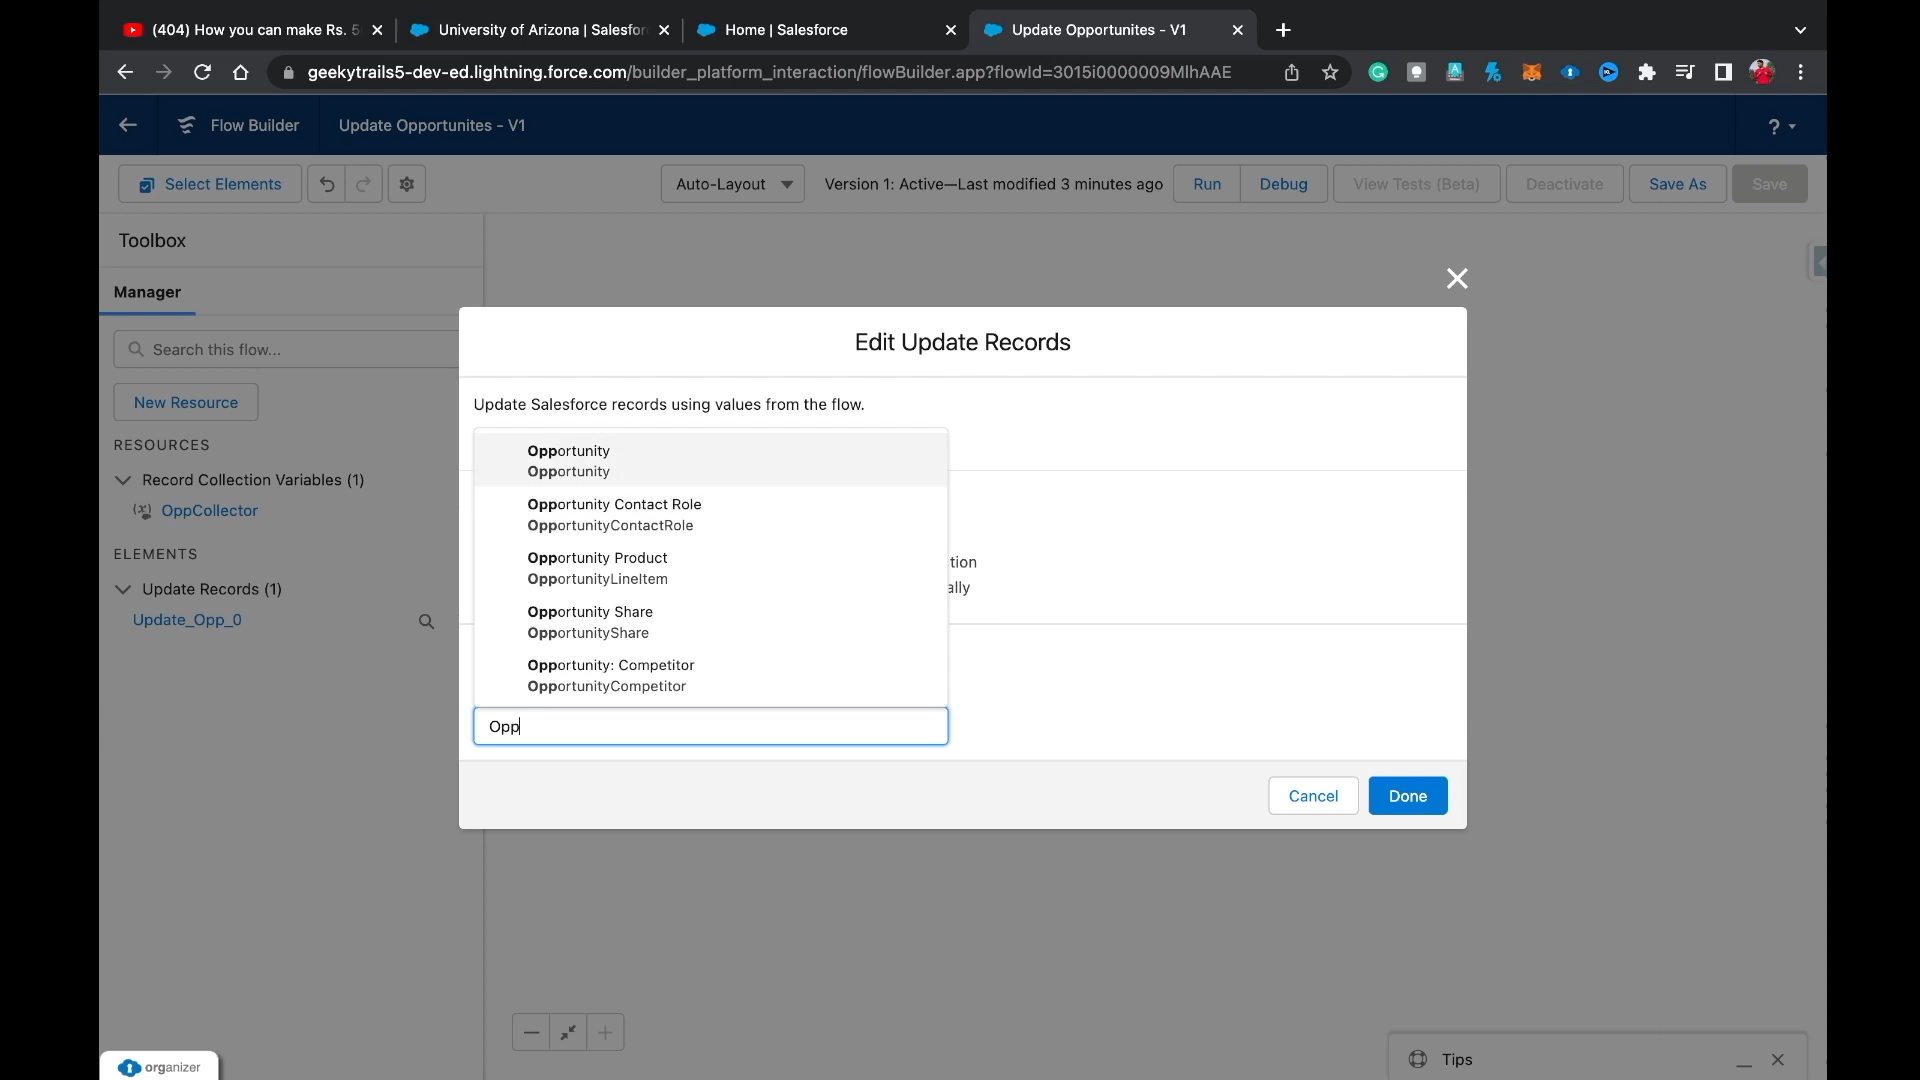 (404) How you can make Rs. 5
University of Arizona | Salesfor
Home | Salesforce
Update Opportunites - V1
geekytrails5-dev-ed.lightning.force.com/builder_platform_interaction/flowBuilder.app?flowId=3015i0000009MlhAAE
Flow Builder
Update Opportunites - V1
?
Select Elements
Auto-Layout
Version 1: Active—Last modified 3 minutes ago
Run
Debug
View Tests (Beta)
Deactivate
Save As
Save
Toolbox
Manager
Search this flow...
New Resource
RESOURCES
Record Collection Variables (1)
OppCollector
ELEMENTS
Update Records (1)
Update_Opp_0
Edit Update Records
Update Salesforce records using values from the flow.
Opportunity
Opportunity
Opportunity Contact Role
OpportunityContactRole
Opportunity Product
OpportunityLineItem
Opportunity Share
OpportunityShare
Opportunity: Competitor
OpportunityCompetitor
tion
ally
Opp
Cancel
Done
organizer
Tips